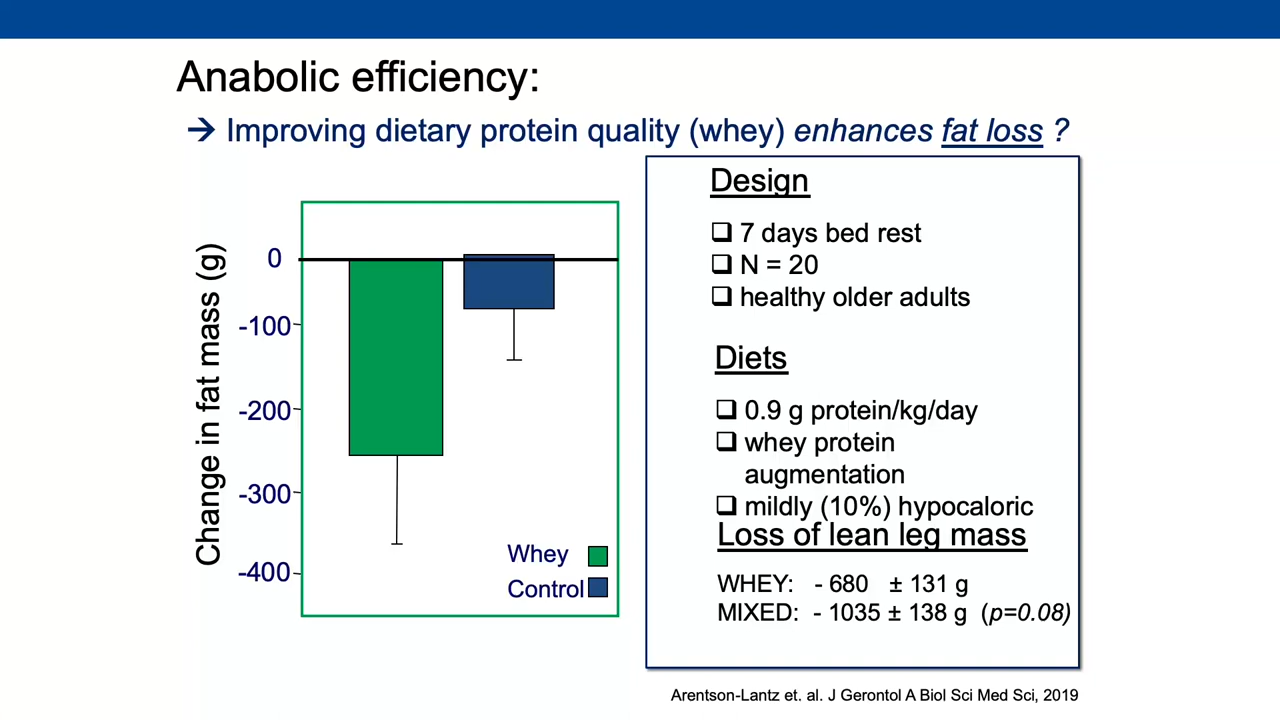 Anabolic efficiency:
→ Improving dietary protein quality (whey) enhances fat loss ?
Change in fat mass (g)
0
-100
-200
-300
-400
Whey
Control
Design
❑ 7 days bed rest
❑ N = 20
❑ healthy older adults
Diets
❑ 0.9 g protein/kg/day
❑ whey protein
augmentation
❑ mildly (10%) hypocaloric
Loss of lean leg mass
WHEY: - 680 ± 131 g
MIXED: - 1035 ± 138 g (p=0.08)
Arentson-Lantz et. al. J Gerontol A Biol Sci Med Sci, 2019